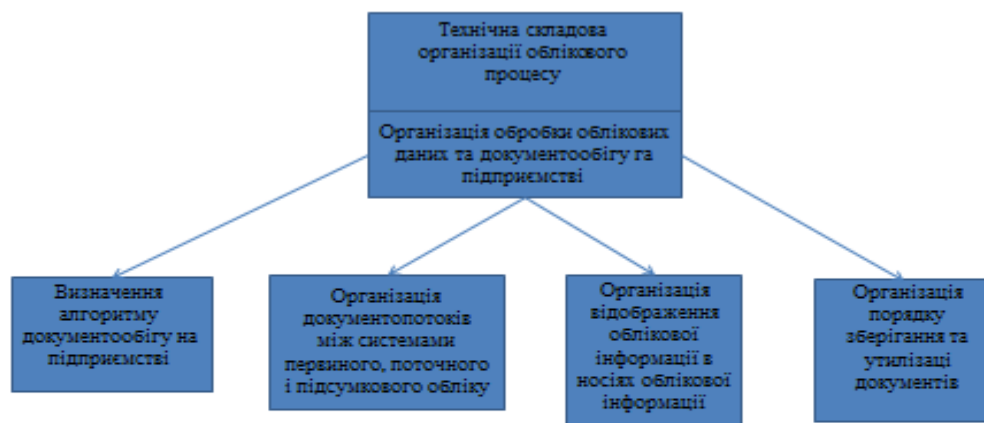 Технічна складова
організації облікового
процесу
Організація обробки облікових
даних та документообігу га
підприємстві
Визначення
алгоритму
документообігу на
підприємстві
Організація
документопотоків
між системами
первиного, поточного
і підсумкового обліку
Організація
відображення
облікової
інформації в
носіях облікової
інформації
Організація
порядку
зберігання та
утилізаці
документів